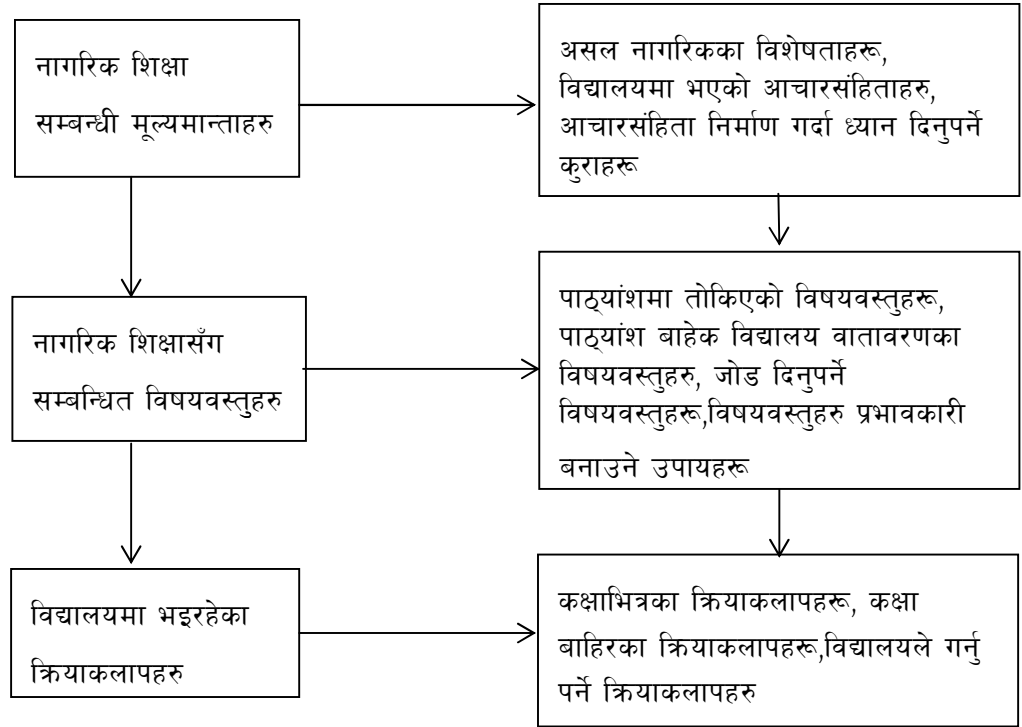 नागरिक शिक्षा
सम्बन्धी मूल्यमान्ताहरु
असल नागरिकका विशेषताहरू,
विद्यालयमा भएको आचारसंहिताहरु,
आचारसंहिता निर्माण गर्दा ध्यान दिनुपर्ने
कुराहरू
नागरिक शिक्षासँग
सम्बन्धित विषयवस्तुहरु
पाठ्यांशमा तोकिएको विषयवस्तुहरू,
पाठ्यांश बाहेक विद्यालय वातावरणका
विषयवस्तुहरु, जोड दिनुपर्ने
विषयवस्तुहरू,विषयवस्तुहरु प्रभावकारी
बनाउने उपायहरू
विद्यालयमा भइरहेका
क्रियाकलापहरु
कक्षाभित्रका क्रियाकलापहरू, कक्षा
बाहिरका क्रियाकलापहरू,विद्यालयले गर्नु
पर्ने क्रियाकलापहरु